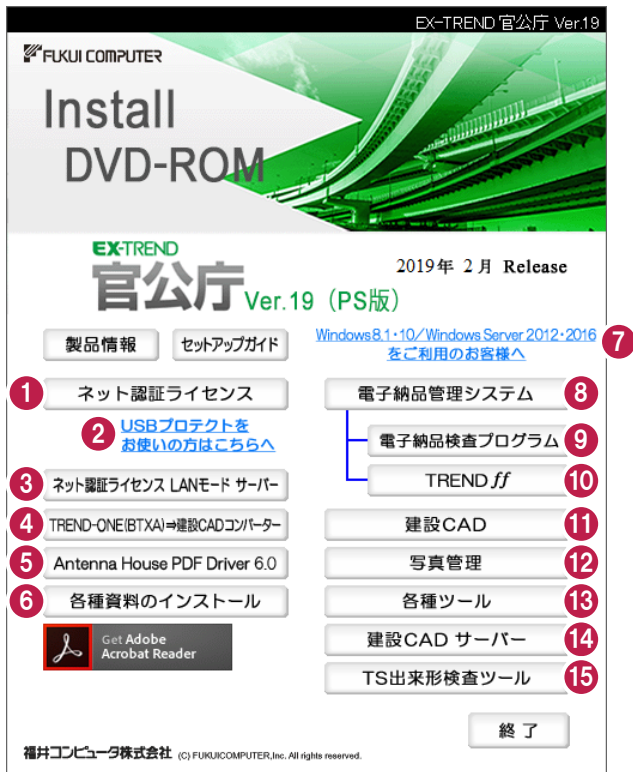 EX-TREND 官公庁 Ver.19
FUKUI COMPUTER
Install
DVD-ROM
EX-TREND
官公庁 Ver.19（PS版）
2019年 2月 Release
製品情報
セットアップガイド
Windows8.1・10／Windows Server 2012・2016
をご利用のお客様へ
7
1
ネット認証ライセンス
2
USBプロテクトを
お使いの方はこちらへ
3
ネット認証ライセンス LANモード サーバー
4
TREND-ONE(BTXA)⇒建設CADコンバーター
5
Antenna House PDF Driver 6.0
6
各種資料のインストール
Get Adobe
Acrobat Reader
電子納品管理システム
8
電子納品検査プログラム
9
TREND ff
10
建設CAD
11
写真管理
12
各種ツール
13
建設CAD サーバー
14
TS出来形検査ツール
15
終 了
福井コンピュータ株式会社 (C) FUKUICOMPUTER,Inc. All rights reserved.